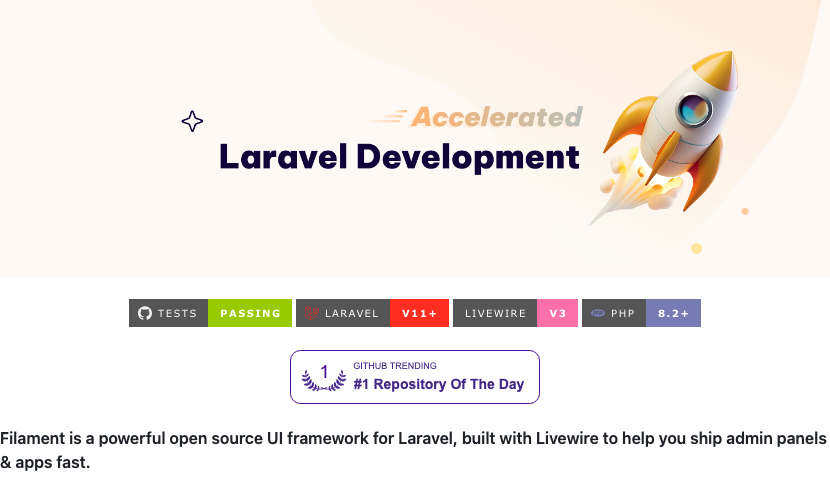 Accelerated
Laravel Development
TESTS PASSING LARAVEL V11+ LIVEWIRE V3 PHP 8.2+
1 GITHUB TRENDING
#1 Repository Of The Day
Filament is a powerful open source UI framework for Laravel, built with Livewire to help you ship admin panels
& apps fast.